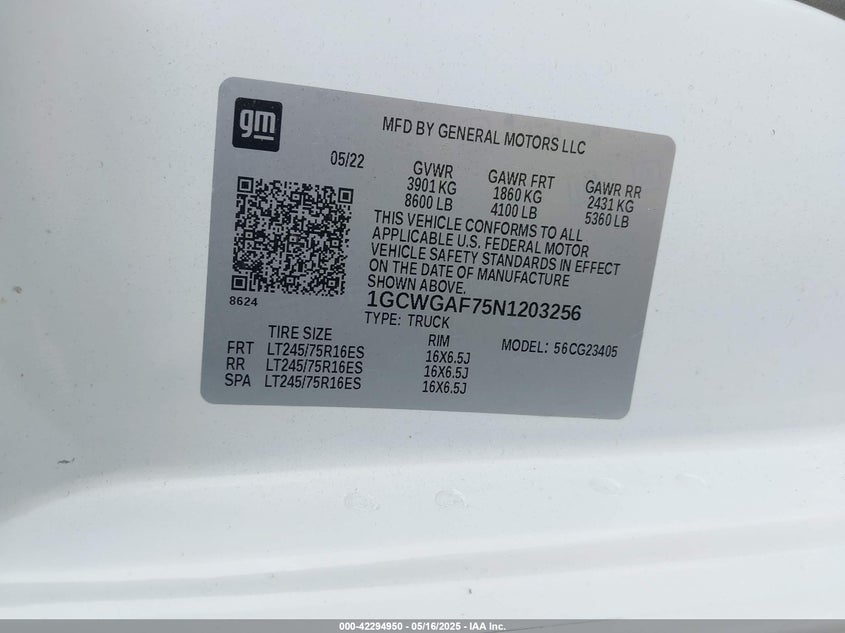 gm
MFD BY GENERAL MOTORS LLC
05/22
GVWR GAWR FRT GAWR RR
3901 KG 1860 KG 2431 KG
8600 LB 4100 LB 5360 LB
THIS VEHICLE CONFORMS TO ALL
APPLICABLE U.S. FEDERAL MOTOR
VEHICLE SAFETY STANDARDS IN EFFECT
ON THE DATE OF MANUFACTURE
SHOWN ABOVE.
8624
1GCWGAF75N1203256
TYPE: TRUCK
TIRE SIZE RIM MODEL: 56CG23405
FRT LT245/75R16ES 16X6.5J
RR LT245/75R16ES 16X6.5J
SPA LT245/75R16ES 16X6.5J
000-42294950 - 05/16/2025 - IAA Inc.